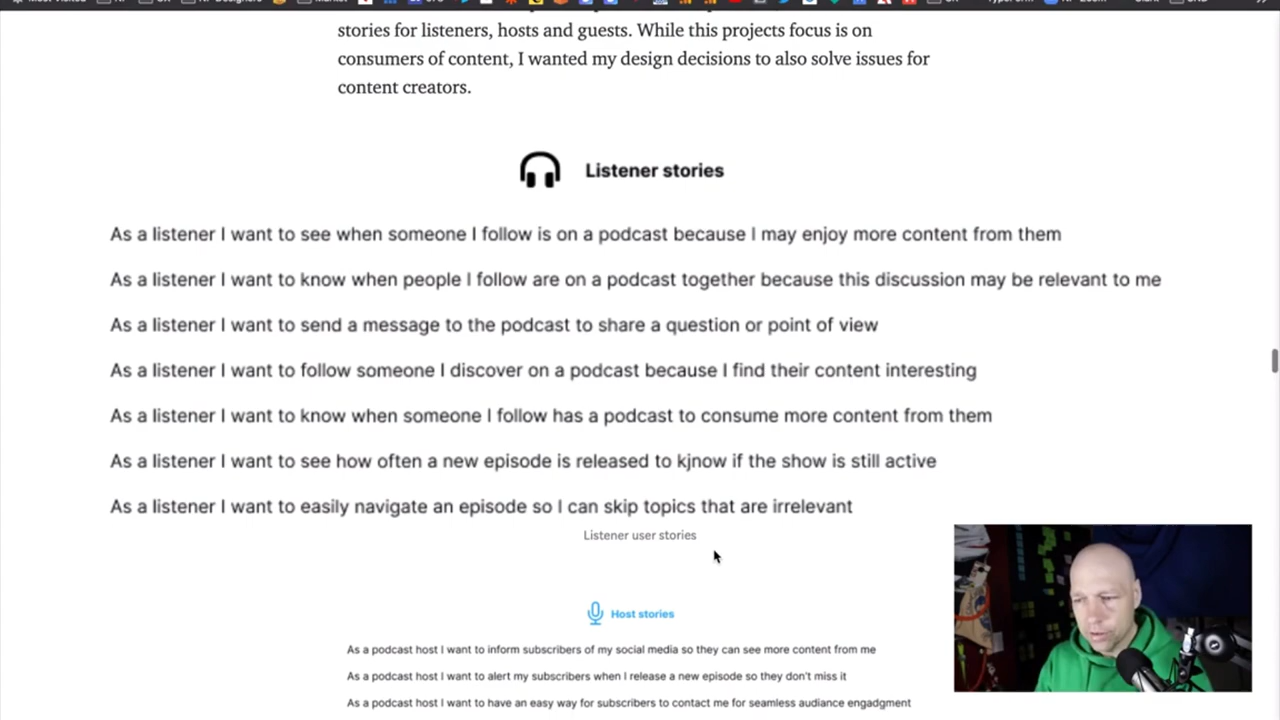 stories for listeners, hosts and guests. While this projects focus is on
consumers of content, I wanted my design decisions to also solve issues for
content creators.
Listener stories
As a listener I want to see when someone I follow is on a podcast because I may enjoy more content from them
As a listener I want to know when people I follow are on a podcast together because this discussion may be relevant to me
As a listener I want to send a message to the podcast to share a question or point of view
As a listener I want to follow someone I discover on a podcast because I find their content interesting
As a listener I want to know when someone I follow has a podcast to consume more content from them
As a listener I want to see how often a new episode is released to kjnow if the show is still active
As a listener I want to easily navigate an episode so I can skip topics that are irrelevant
Listener user stories
Host stories
As a podcast host I want to inform subscribers of my social media so they can see more content from me
As a podcast host I want to alert my subscribers when I release a new episode so they don't miss it
As a podcast host I want to have an easy way for subscribers to contact me for seamless audiance engadgment